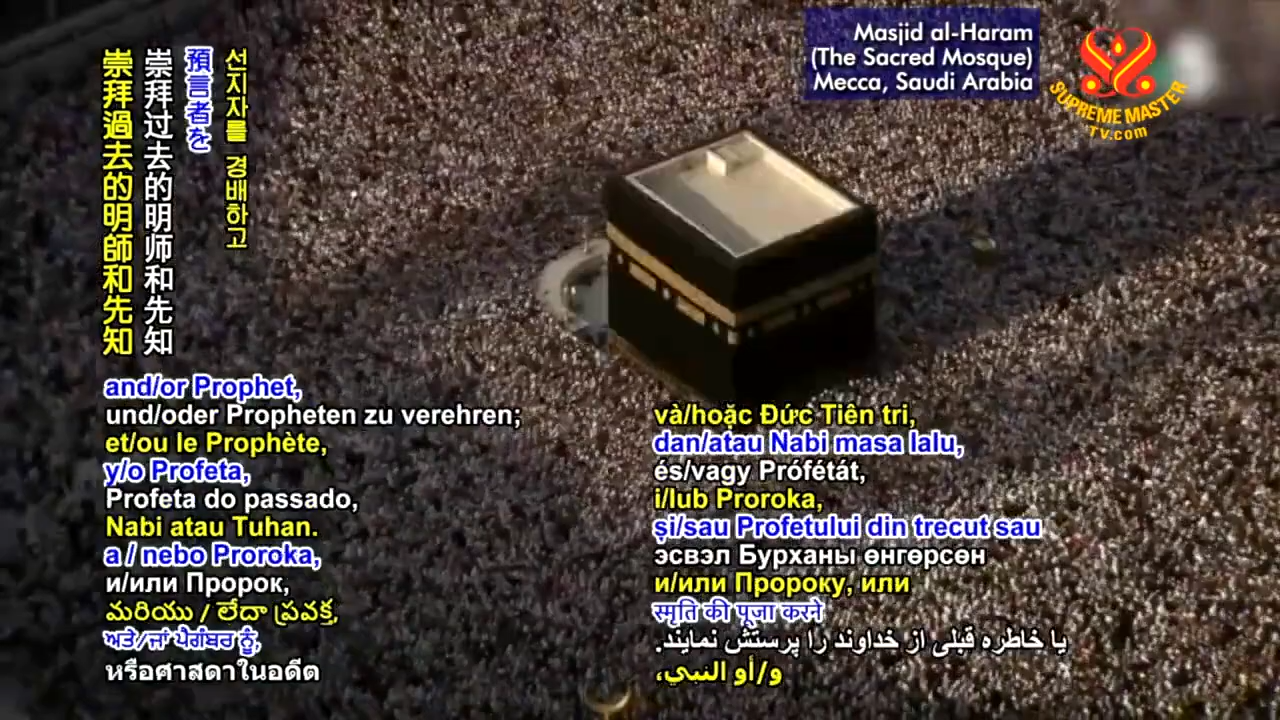 Masjid al-Haram
(The Sacred Mosque)
Mecca, Saudi Arabia
SUPREME MASTER
TV.com
선지자를 경배하고
預言者を
崇拜过去的明师和先知
崇拜過去的明師和先知
and/or Prophet,
und/oder Propheten zu verehren;
et/ou le Prophète,
y/o Profeta,
Profeta do passado,
Nabi atau Tuhan.
a / nebo Proroka,
и/или Пророк,
మరియు / లేదా ప్రవక్త,
ਅਤੇ/ਜਾਂ ਪੈਗੰਬਰ ਨੂੰ,
หรือศาสดาในอดีต
và/hoặc Đức Tiên tri,
dan/atau Nabi masa lalu,
és/vagy Prófétát,
i/lub Proroka,
și/sau Profetului din trecut sau
эсвэл Бурханы өнгөрсөн
и/или Пророку, или
स्मृति की पूजा करने
یا خاطره قبلی از خداوند را پرستش نمایند.
و/أو النبي،